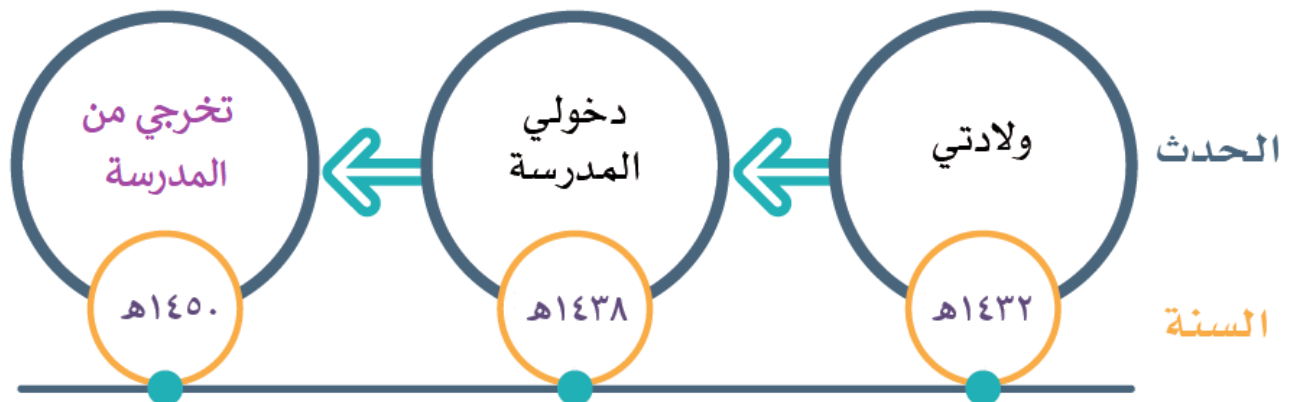 الحدث
ولادتي
دخولي
المدرسة
تخرجي من
المدرسة
السنة
١٤٣٢هـ
١٤٣٨هـ
١٤٥٠هـ